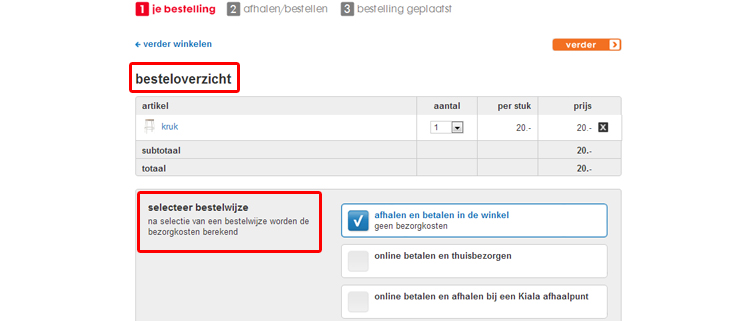 1 je bestelling 2 afhalen/bestellen 3 bestelling geplaatst
verder winkelen
verder
besteloverzicht
artikel aantal per stuk prijs
kruk 1 20.- 20.-
subtotaal 20.-
totaal 20.-
selecteer bestelwijze
na selectie van een bestelwijze worden de
bezorgkosten berekend
afhalen en betalen in de winkel
geen bezorgkosten
online betalen en thuisbezorgen
online betalen en afhalen bij een Kiala afhaalpunt